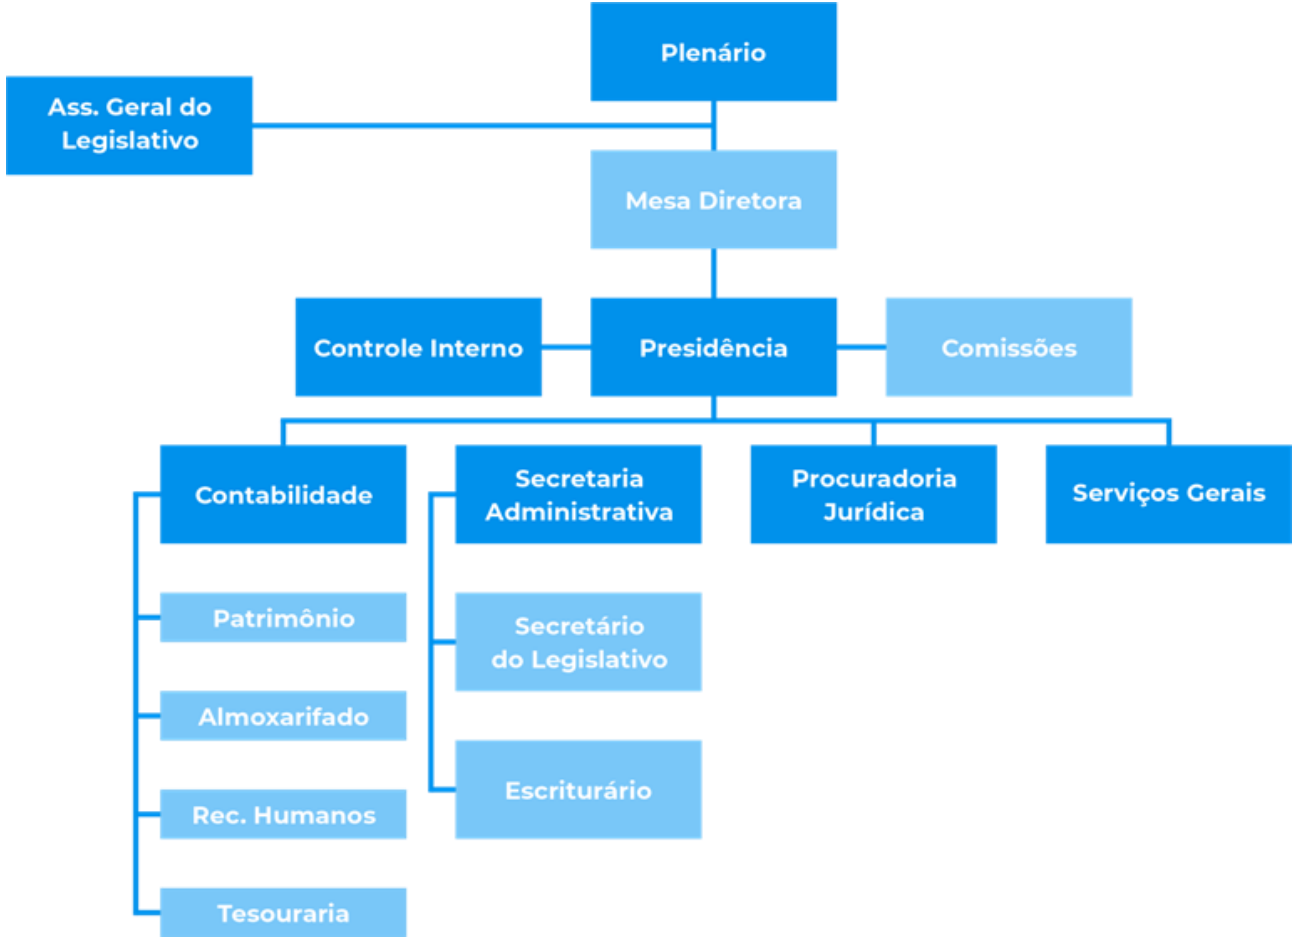 Plenário
Ass. Geral do
Legislativo
Mesa Diretora
Controle Interno
Presidência
Comissões
Contabilidade
Secretaria
Administrativa
Procuradoria
Jurídica
Serviços Gerais
Patrimônio
Almoxarifado
Rec. Humanos
Tesouraria
Secretário
do Legislativo
Escriturário